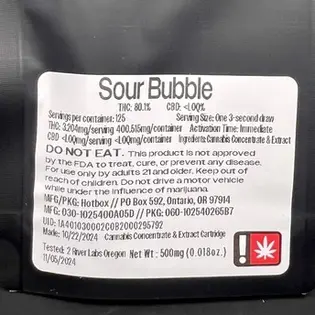 Sour Bubble
THC: 80.1% CBD: <LOQ%
Servings per container: 125 Serving Size: One 3-second draw
THC: 3.204mg/serving 400.515mg/container Activation Time: Immediate
CBD <LOQmg/serving <LOQmg/container Ingredients: Cannabis Concentrate & Extract
DO NOT EAT. This product is not approved
by the FDA to treat, cure, or prevent any disease.
For use only by adults 21 and older. Keep out of
reach of children. Do not drive a motor vehicle
while under the influence of marijuana.
MFG/PKG: Hotbox // PO Box 592, Ontario, OR 97914
MFG: 030-1025400A05D // PKG: 060-102540265B7
UID: 1A401030002C0B2000295792
Made: 10/22/2024 Cannabis Concentrate & Extract Cartridge
Tested: 2 River Labs Oregon Net Wt: 500mg (0.018oz.)
11/05/2024